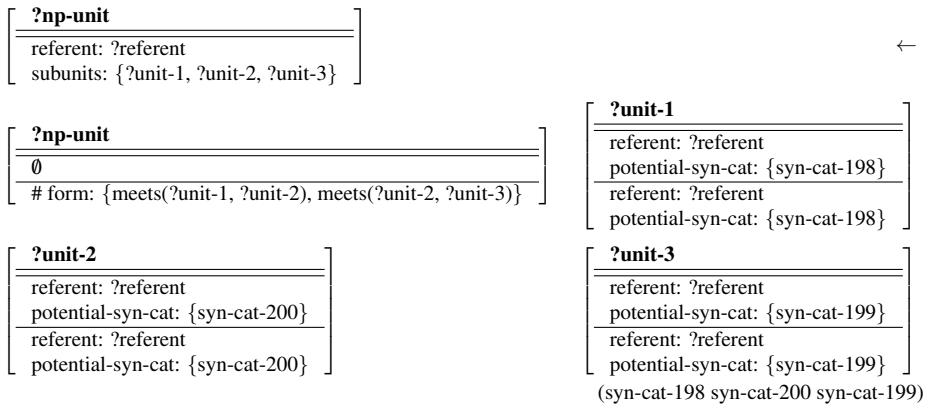 ?np-unit
referent: ?referent
subunits: {?unit-1, ?unit-2, ?unit-3}
←
?np-unit
∅
# form: {meets(?unit-1, ?unit-2), meets(?unit-2, ?unit-3)}
?unit-1
referent: ?referent
potential-syn-cat: {syn-cat-198}
referent: ?referent
potential-syn-cat: {syn-cat-198}
?unit-2
referent: ?referent
potential-syn-cat: {syn-cat-200}
referent: ?referent
potential-syn-cat: {syn-cat-200}
?unit-3
referent: ?referent
potential-syn-cat: {syn-cat-199}
referent: ?referent
potential-syn-cat: {syn-cat-199}
(syn-cat-198 syn-cat-200 syn-cat-199)